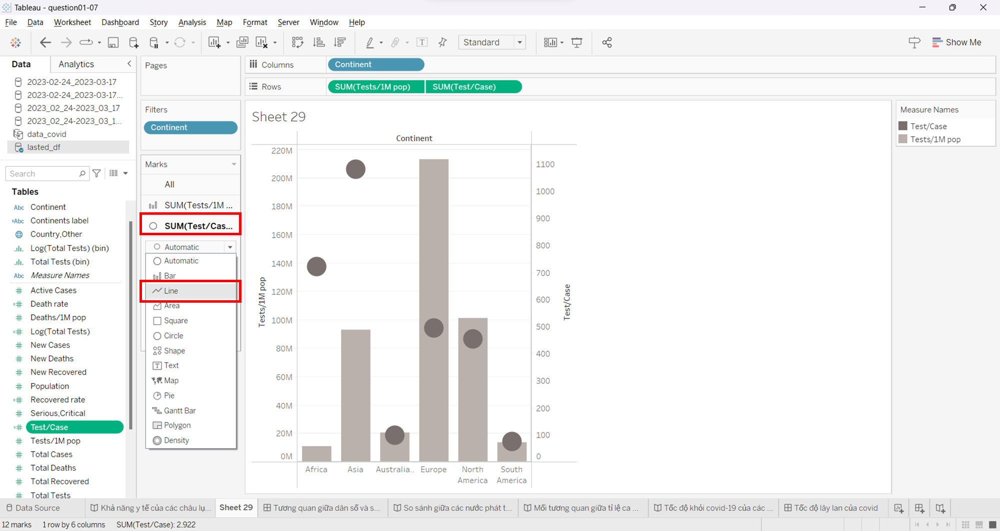 Tableau - question01-07
File Data Worksheet Dashboard Story Analysis Map Format Server Window Help
Standard
Show Me
Data
Analytics
2023-02-24_2023-03-17
2023-02-24_2023-03-17...
2023_02_24-2023_03_17
2023_02_24-2023_03_1...
data_covid
lasted_df
Search
Tables
Abc Continent
=Abc Continents label
Country,Other
Log(Total Tests) (bin)
Total Tests (bin)
Abc Measure Names
# Active Cases
=# Death rate
# Deaths/1M pop
=# Log(Total Tests)
# New Cases
# New Deaths
# New Recovered
# Population
=# Recovered rate
# Serious,Critical
=# Test/Case
# Tests/1M pop
# Total Cases
# Total Deaths
# Total Recovered
# Total Tests
Pages
Filters
Continent
Marks
All
SUM(Tests/1M ...
SUM(Test/Cas...
Automatic
Automatic
Bar
Line
Area
Square
Circle
Shape
Text
Map
Pie
Gantt Bar
Polygon
Density
Columns
Continent
Rows
SUM(Tests/1M pop)
SUM(Test/Case)
Sheet 29
Continent
Tests/1M pop
220M
200M
180M
160M
140M
120M
100M
80M
60M
40M
20M
0M
1100
1000
900
800
700
600
500
400
300
200
100
0
Test/Case
Africa
Asia
Australia..
Europe
North
America
South
America
Measure Names
Test/Case
Tests/1M pop
Data Source
Khả năng y tế của các châu lụ...
Sheet 29
Tương quan giữa dân số và s...
So sánh giữa các nước phát t...
Mối tương quan giữa tỉ lệ ca ...
Tốc độ khỏi covid-19 của các ...
Tốc độ lây lan của covid
12 marks 1 row by 6 columns SUM(Test/Case): 2.922